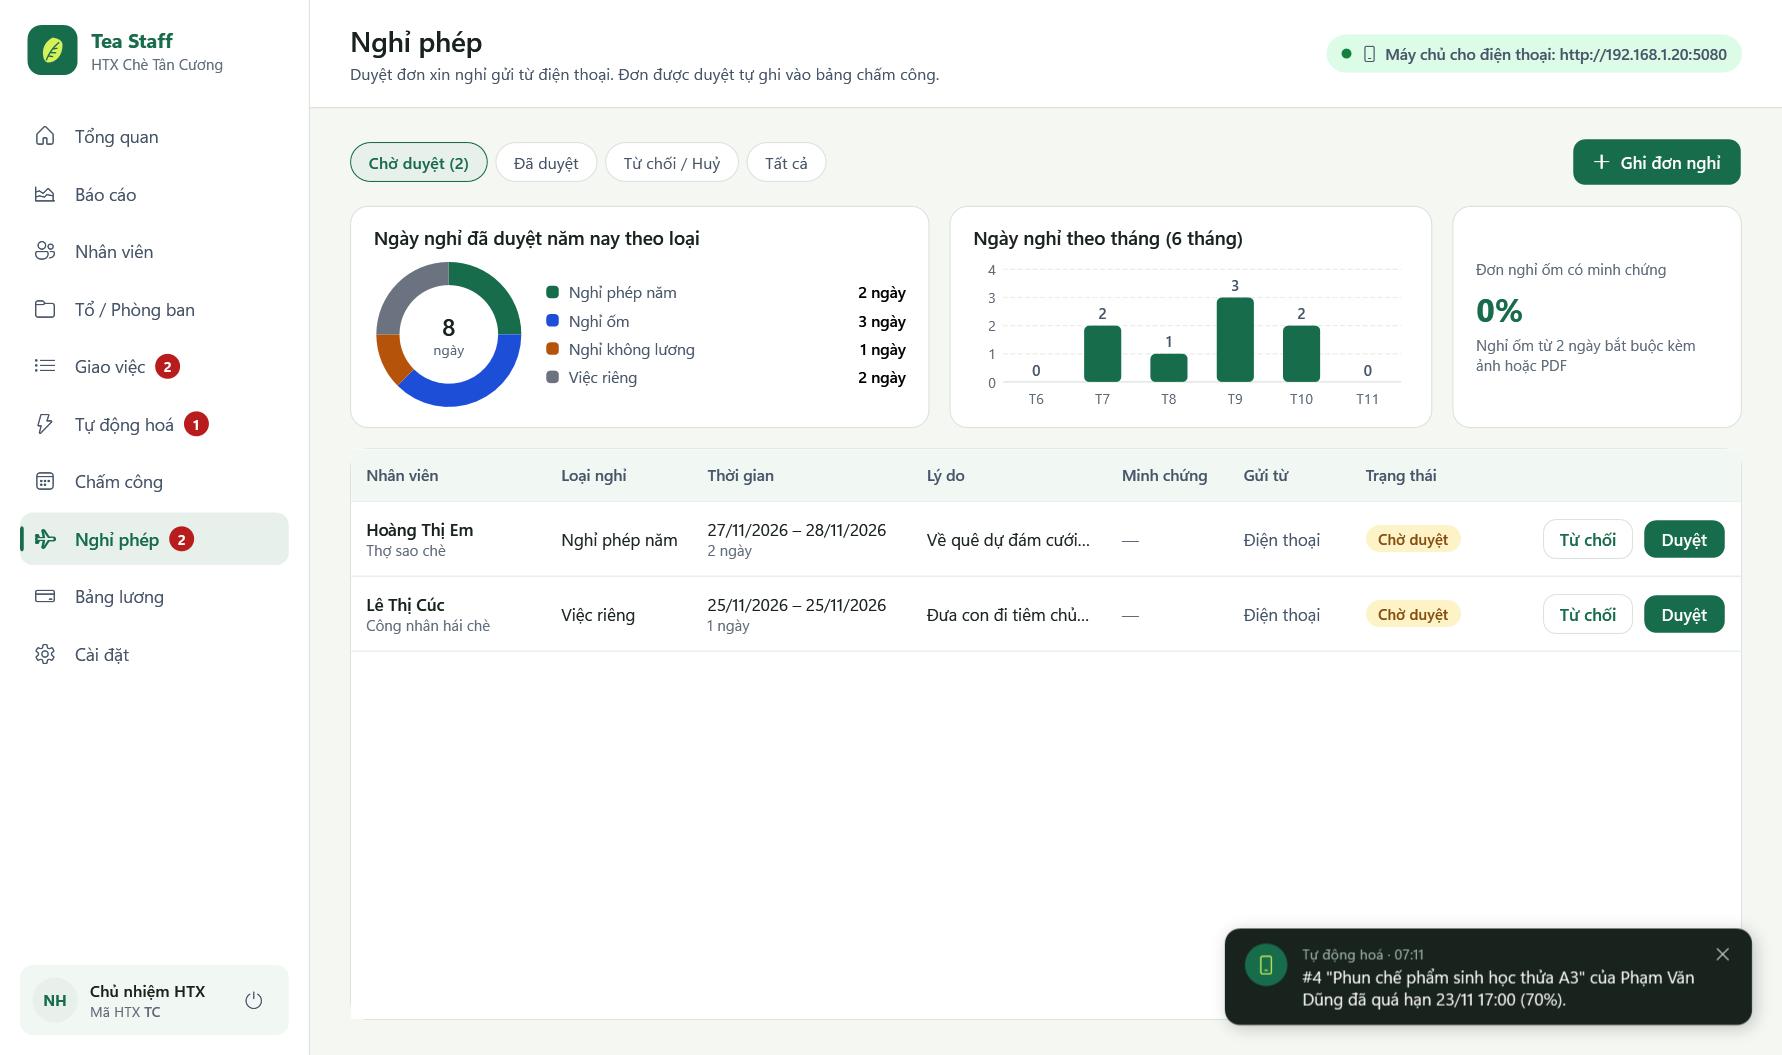 Tea Staff
HTX Chè Tân Cương
Tổng quan
Báo cáo
Nhân viên
Tổ / Phòng ban
Giao việc 2
Tự động hoá 1
Chấm công
Nghỉ phép 2
Bảng lương
Cài đặt
NH
Chủ nhiệm HTX
Mã HTX TC
Nghỉ phép
Duyệt đơn xin nghỉ gửi từ điện thoại. Đơn được duyệt tự ghi vào bảng chấm công.
Máy chủ cho điện thoại: http://192.168.1.20:5080
Chờ duyệt (2)
Đã duyệt
Từ chối / Huỷ
Tất cả
Ghi đơn nghỉ
Ngày nghỉ đã duyệt năm nay theo loại
8
ngày
Nghỉ phép năm 2 ngày
Nghỉ ốm 3 ngày
Nghỉ không lương 1 ngày
Việc riêng 2 ngày
Ngày nghỉ theo tháng (6 tháng)
4
3
2
1
0
0 2 1 3 2 0
T6 T7 T8 T9 T10 T11
Đơn nghỉ ốm có minh chứng
0%
Nghỉ ốm từ 2 ngày bắt buộc kèm
ảnh hoặc PDF
Nhân viên Loại nghỉ Thời gian Lý do Minh chứng Gửi từ Trạng thái
Hoàng Thị Em
Thợ sao chè
Nghỉ phép năm
27/11/2026 – 28/11/2026
2 ngày
Về quê dự đám cưới...
—
Điện thoại
Chờ duyệt
Từ chối
Duyệt
Lê Thị Cúc
Công nhân hái chè
Việc riêng
25/11/2026 – 25/11/2026
1 ngày
Đưa con đi tiêm chủ...
—
Điện thoại
Chờ duyệt
Từ chối
Duyệt
Tự động hoá · 07:11
#4 "Phun chế phẩm sinh học thửa A3" của Phạm Văn
Dũng đã quá hạn 23/11 17:00 (70%).